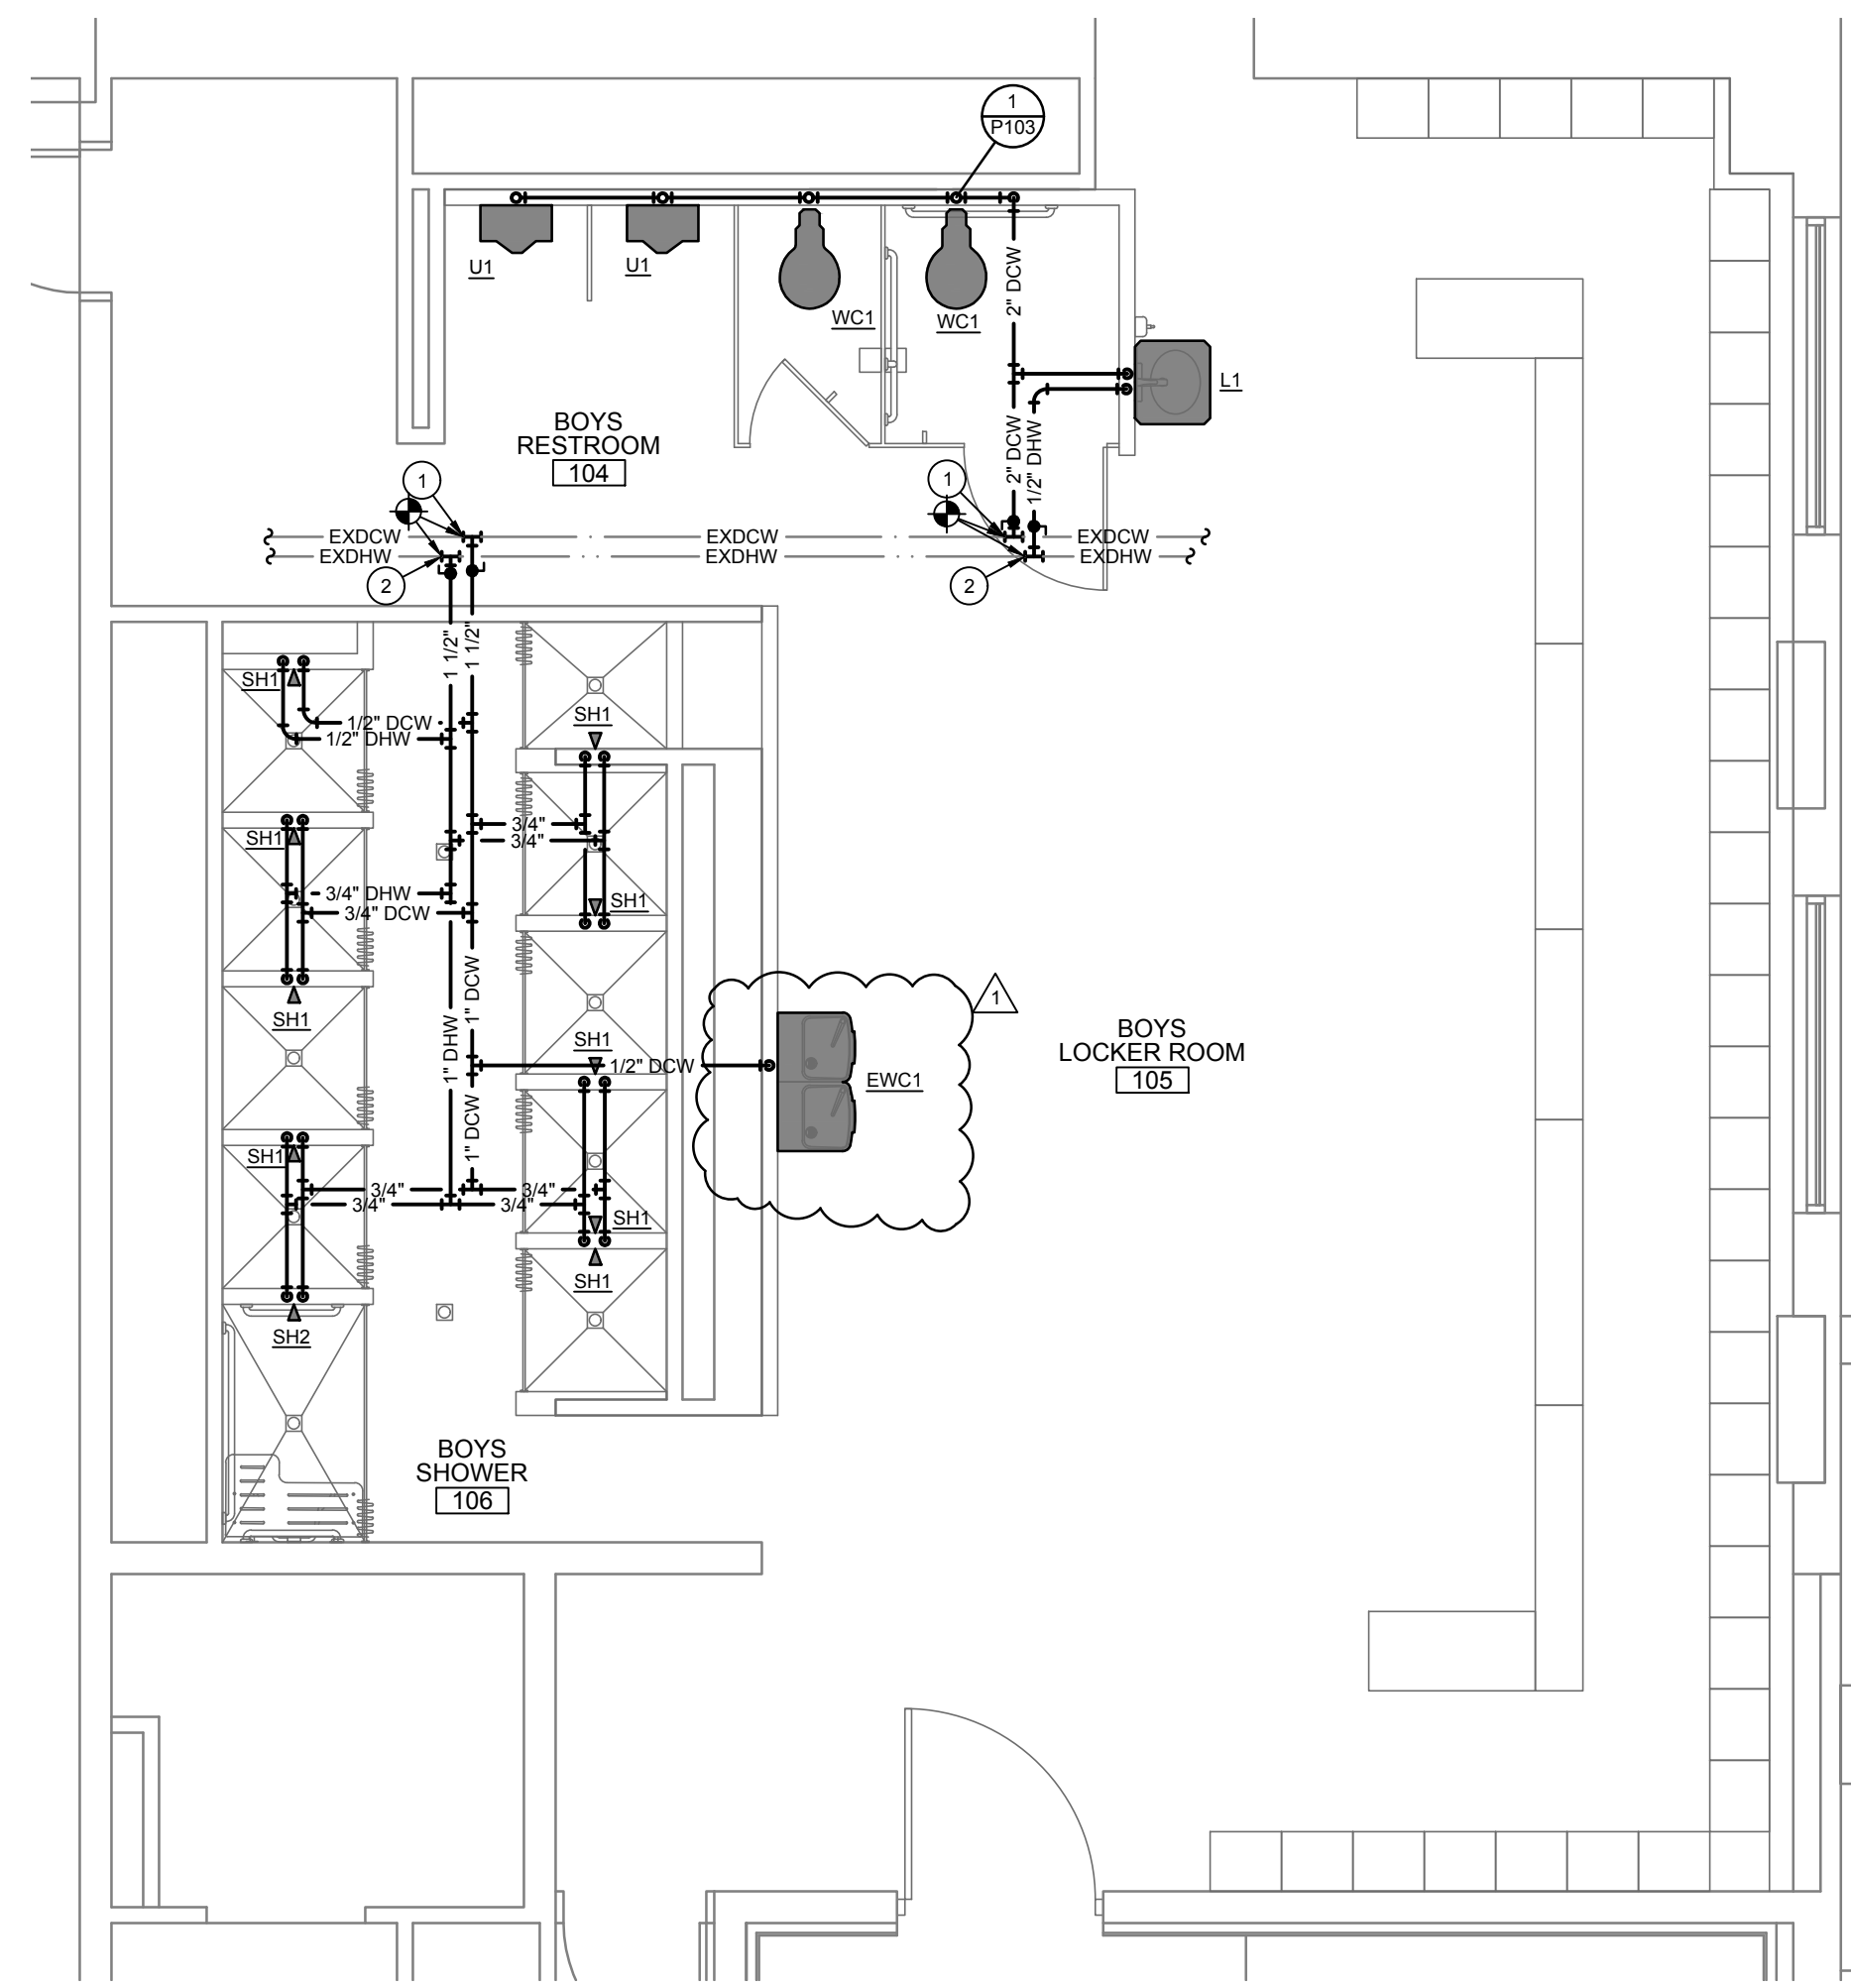 1
P103
U1
U1
WC1
WC1
2" DCW
L1
BOYS
RESTROOM
104
1
1
2" DCW
1/2" DHW
EXDCW
EXDCW
EXDCW
EXDHW
EXDHW
EXDHW
2
2
1 1/2"
1 1/2"
SH1
SH1
1/2" DCW
1/2" DHW
3/4"
3/4"
SH1
3/4" DHW
3/4" DCW
SH1
SH1
1" DCW
1
1" DHW
SH1
1/2" DCW
EWC1
BOYS
LOCKER ROOM
105
1" DCW
SH1
3/4"
3/4"
3/4"
3/4"
SH1
SH1
SH2
BOYS
SHOWER
106